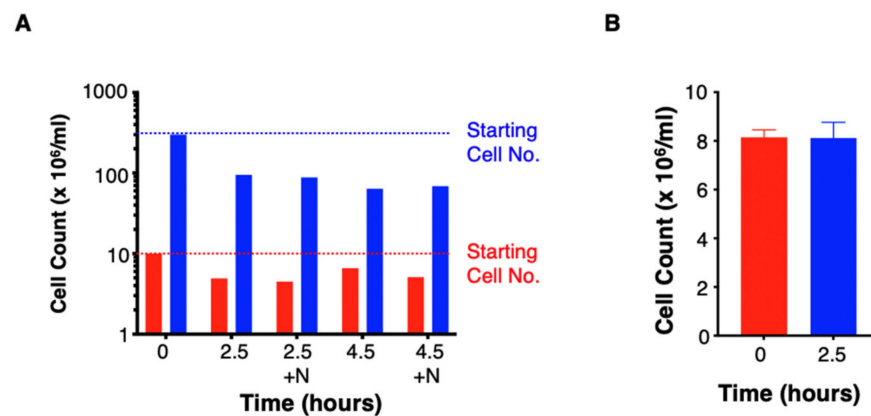 A
Cell Count (x 10⁶/ml)
1000
100
10
1
Starting
Cell No.
Starting
Cell No.
0
2.5
2.5
+N
4.5
4.5
+N
Time (hours)
B
Cell Count (x 10⁶/ml)
10
8
6
4
2
0
0
2.5
Time (hours)